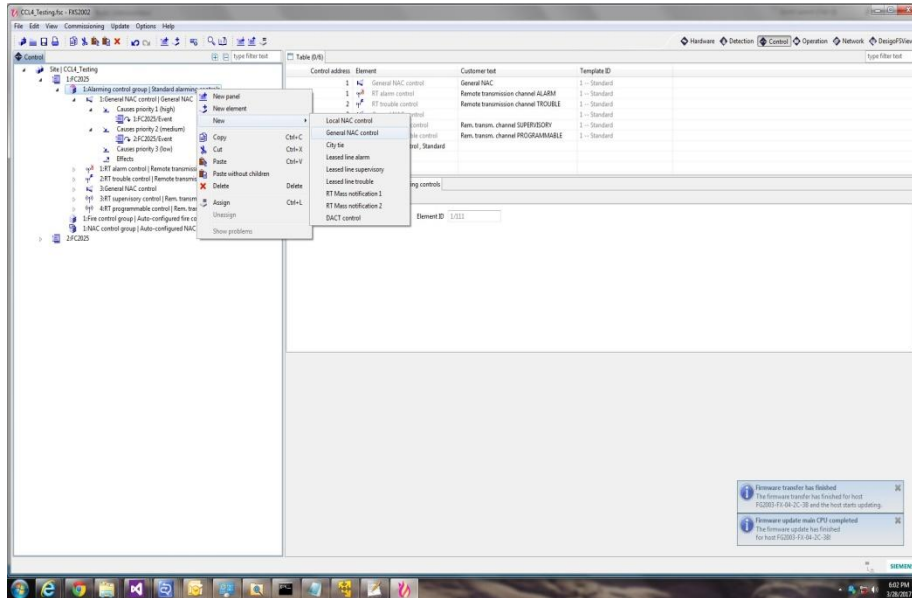 CCL4_Testing.fsc - FXS2002
File Edit View Commissioning Update Options Help
Hardware Detection Control Operation Network DesigoFSView
Control
type filter text
Table (0/6)
type filter text
Site | CCL4_Testing
1:FC2025
1:Alarming control group | Standard alarming controls
1:General NAC control | General NAC
Causes priority 1 (high)
1:FC2025/Event
Causes priority 2 (medium)
2:FC2025/Event
Causes priority 3 (low)
Effects
1:RT alarm control | Remote transmiss
2:RT trouble control | Remote transmis
3:General NAC control
3:RT supervisory control | Rem. transm
4:RT programmable control | Rem. tra
1:Fire control group | Auto-configured fire co
1:NAC control group | Auto-configured NAC
2:FC2025
New panel
New element
New
Copy Ctrl+C
Cut Ctrl+X
Paste Ctrl+V
Paste without children
Delete Delete
Assign Ctrl+L
Unassign
Show problems
Local NAC control
General NAC control
City tie
Leased line alarm
Leased line supervisory
Leased line trouble
RT Mass notification 1
RT Mass notification 2
DACT control
Control address Element Customer text Template ID
1 General NAC control General NAC 1 -- Standard
1 RT alarm control Remote transmission channel ALARM 1 -- Standard
2 RT trouble control Remote transmission channel TROUBLE 1 -- Standard
1 -- Standard
control Rem. transm. channel SUPERVISORY 1 -- Standard
ble control Rem. transm. channel PROGRAMMABLE 1 -- Standard
trol , Standard
ing controls
Element ID 1/111
Firmware transfer has finished
The firmware transfer has finished for host
FG2003-FX-04-2C-3B and the host starts updating.
Firmware update main CPU completed
The firmware update has finished
for host FG2003-FX-04-2C-3B!
SIEMENS
6:02 PM
3/28/2017